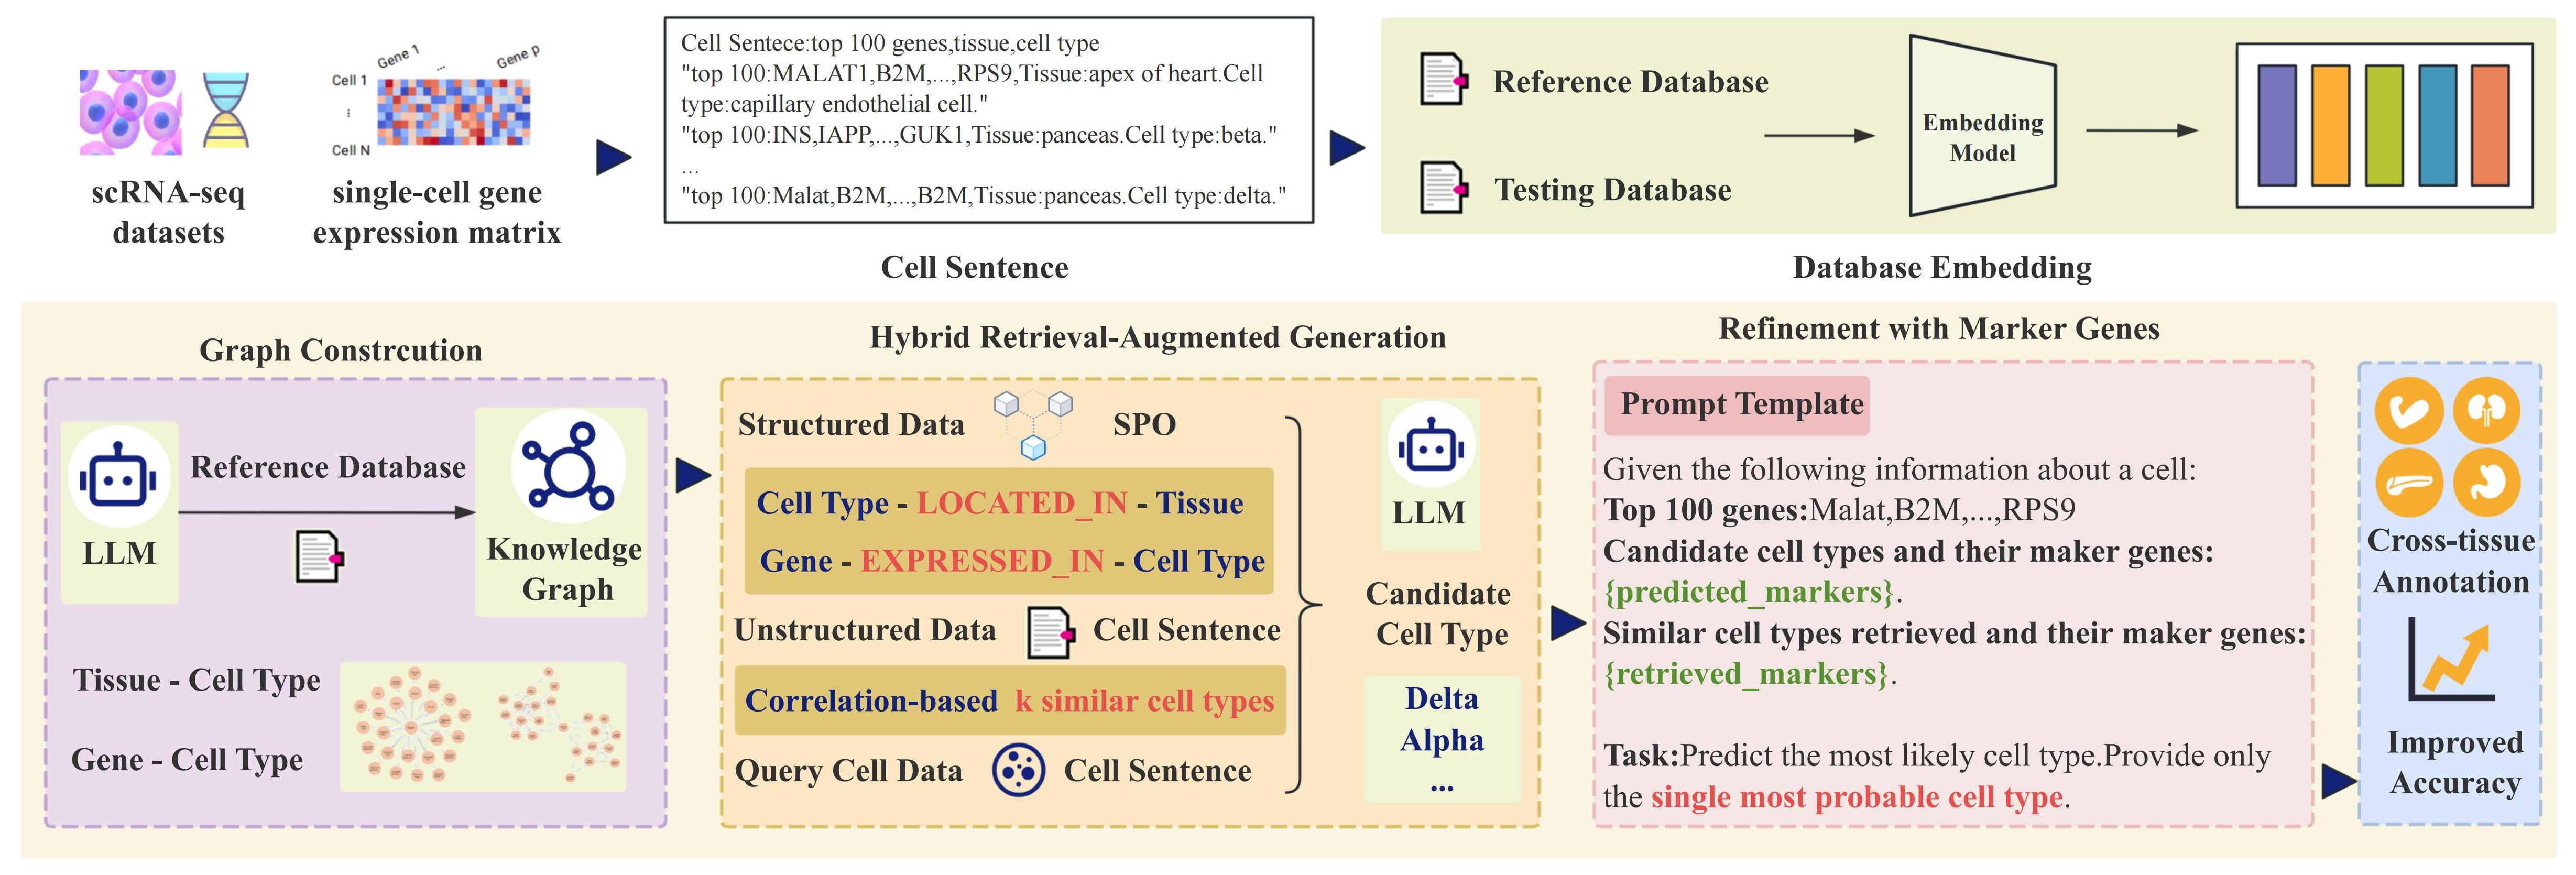 Gene 1
...
Gene p
Cell 1
⋮
Cell N
scRNA-seq
datasets
single-cell gene
expression matrix
Cell Sentece:top 100 genes,tissue,cell type
"top 100:MALAT1,B2M,...,RPS9,Tissue:apex of heart.Cell
type:capillary endothelial cell."
"top 100:INS,IAPP,...,GUK1,Tissue:panceas.Cell type:beta."
...
"top 100:Malat,B2M,...,B2M,Tissue:panceas.Cell type:delta."
Cell Sentence
Reference Database
Testing Database
Embedding
Model
Database Embedding
Graph Constrcution
LLM
Reference Database
Knowledge
Graph
Tissue - Cell Type
Gene - Cell Type
Hybrid Retrieval-Augmented Generation
Structured Data
SPO
Cell Type - LOCATED_IN - Tissue
Gene - EXPRESSED_IN - Cell Type
Unstructured Data
Cell Sentence
Correlation-based k similar cell types
Query Cell Data
Cell Sentence
LLM
Candidate
Cell Type
Delta
Alpha
...
Refinement with Marker Genes
Prompt Template
Given the following information about a cell:
Top 100 genes:Malat,B2M,...,RPS9
Candidate cell types and their maker genes:
{predicted_markers}.
Similar cell types retrieved and their maker genes:
{retrieved_markers}.
Task:Predict the most likely cell type.Provide only
the single most probable cell type.
Cross-tissue
Annotation
Improved
Accuracy